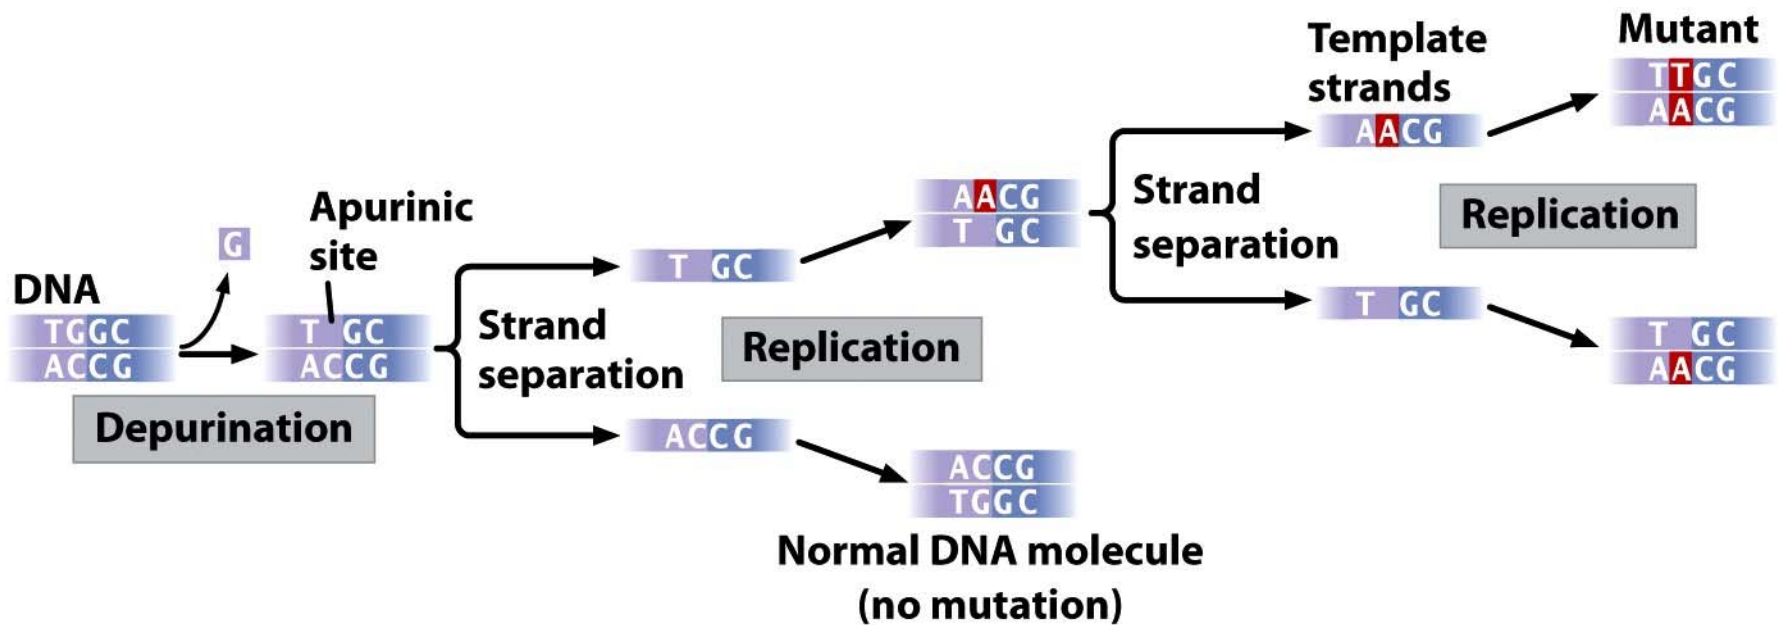 DNA
TGGC
ACCG
G
Depurination
Apurinic
site
T GC
ACCG
Strand
separation
T GC
Replication
ACCG
AACG
T GC
ACCG
TGGC
Normal DNA molecule
(no mutation)
Strand
separation
Template
strands
AACG
Replication
T GC
Mutant
TTGC
AACG
T GC
AACG